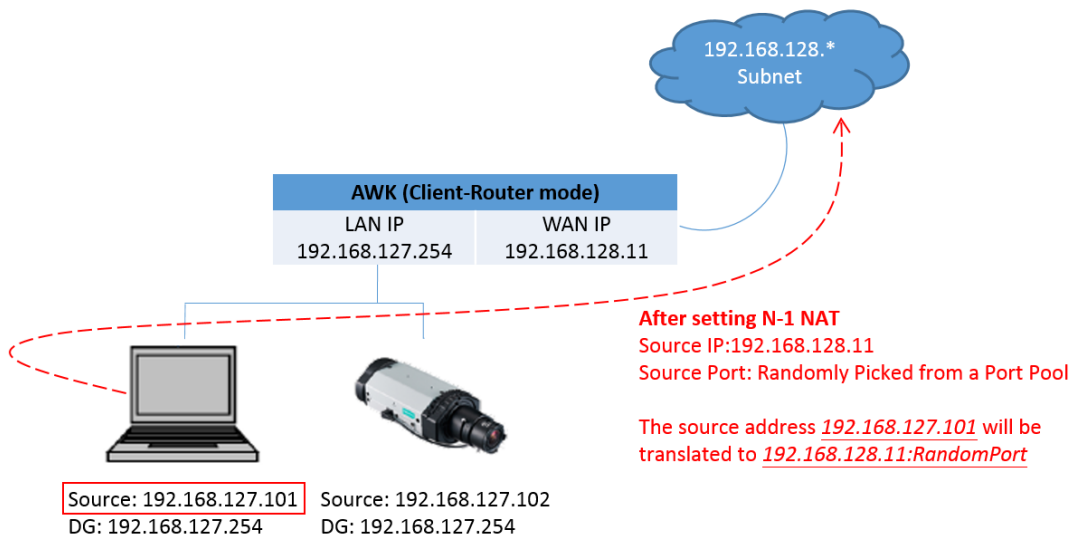 192.168.128.*
Subnet
AWK (Client-Router mode)
LAN IP
192.168.127.254
WAN IP
192.168.128.11
After setting N-1 NAT
Source IP:192.168.128.11
Source Port: Randomly Picked from a Port Pool
The source address 192.168.127.101 will be
translated to 192.168.128.11:RandomPort
Source: 192.168.127.101
DG: 192.168.127.254
Source: 192.168.127.102
DG: 192.168.127.254